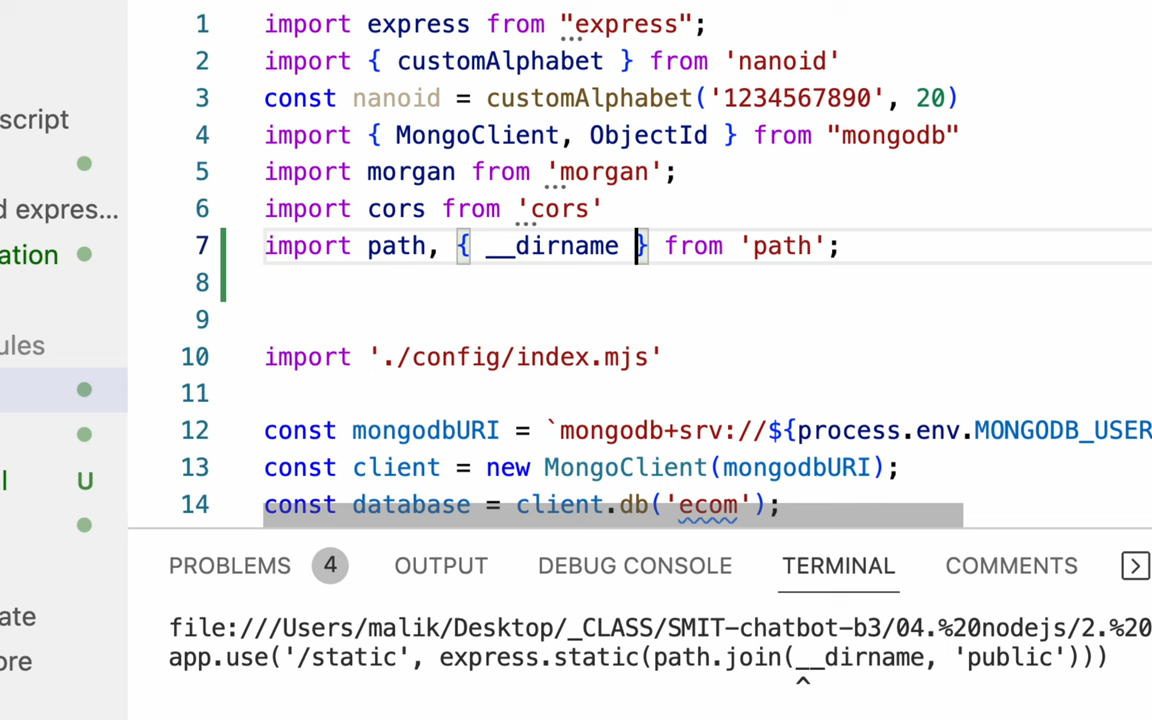 script
d expres...
ation
ules
l U
ate
ore
1 import express from "express";
2 import { customAlphabet } from 'nanoid'
3 const nanoid = customAlphabet('1234567890', 20)
4 import { MongoClient, ObjectId } from "mongodb"
5 import morgan from 'morgan';
6 import cors from 'cors'
7 import path, { __dirname } from 'path';
8
9
10 import './config/index.mjs'
11
12 const mongodbURI = `mongodb+srv://${process.env.MONGODB_USER
13 const client = new MongoClient(mongodbURI);
14 const database = client.db('ecom');
PROBLEMS 4 OUTPUT DEBUG CONSOLE TERMINAL COMMENTS
file:///Users/malik/Desktop/_CLASS/SMIT-chatbot-b3/04.%20nodejs/2.%20
app.use('/static', express.static(path.join(__dirname, 'public')))
^